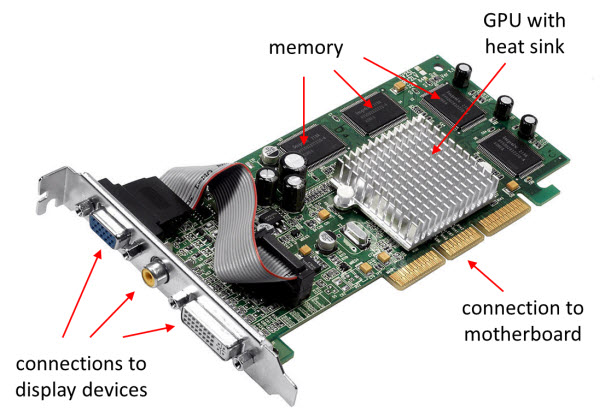 GPU with
heat sink
memory
connection to
motherboard
connections to
display devices